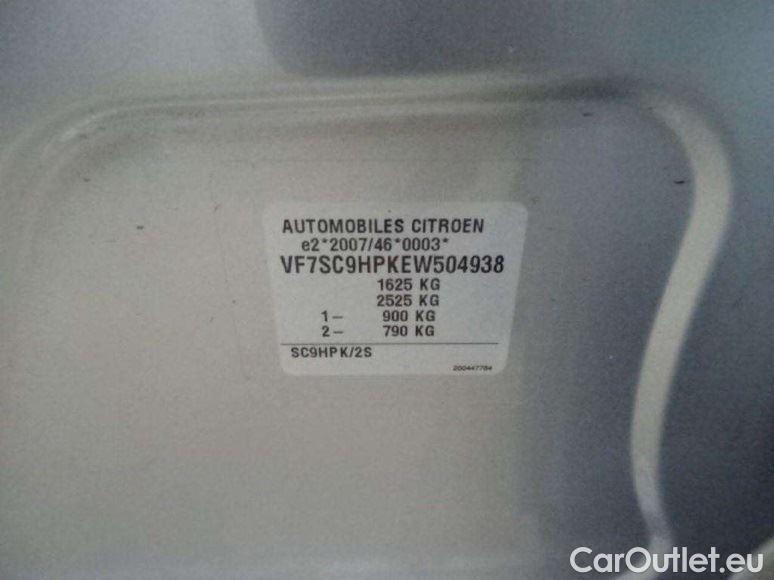 AUTOMOBILES CITROEN
e2*2007/46*0003*
VF7SC9HPKEW504938
1625 KG
2525 KG
1– 900 KG
2– 790 KG
SC9HPK/2S
200447784
CarOutlet.eu